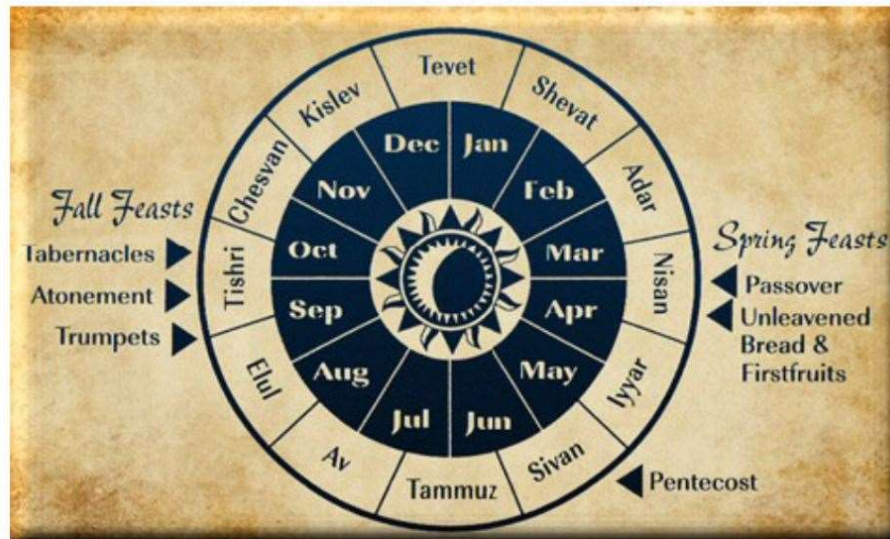 Fall Feasts
Tabernacles
Atonement
Trumpets
Tevet
Shevat
Adar
Nisan
Iyyar
Sivan
Tammuz
Av
Elul
Tishri
Chesvan
Kislev
Jan
Feb
Mar
Apr
May
Jun
Jul
Aug
Sep
Oct
Nov
Dec
Spring Feasts
Passover
Unleavened
Bread &
Firstfruits
Pentecost